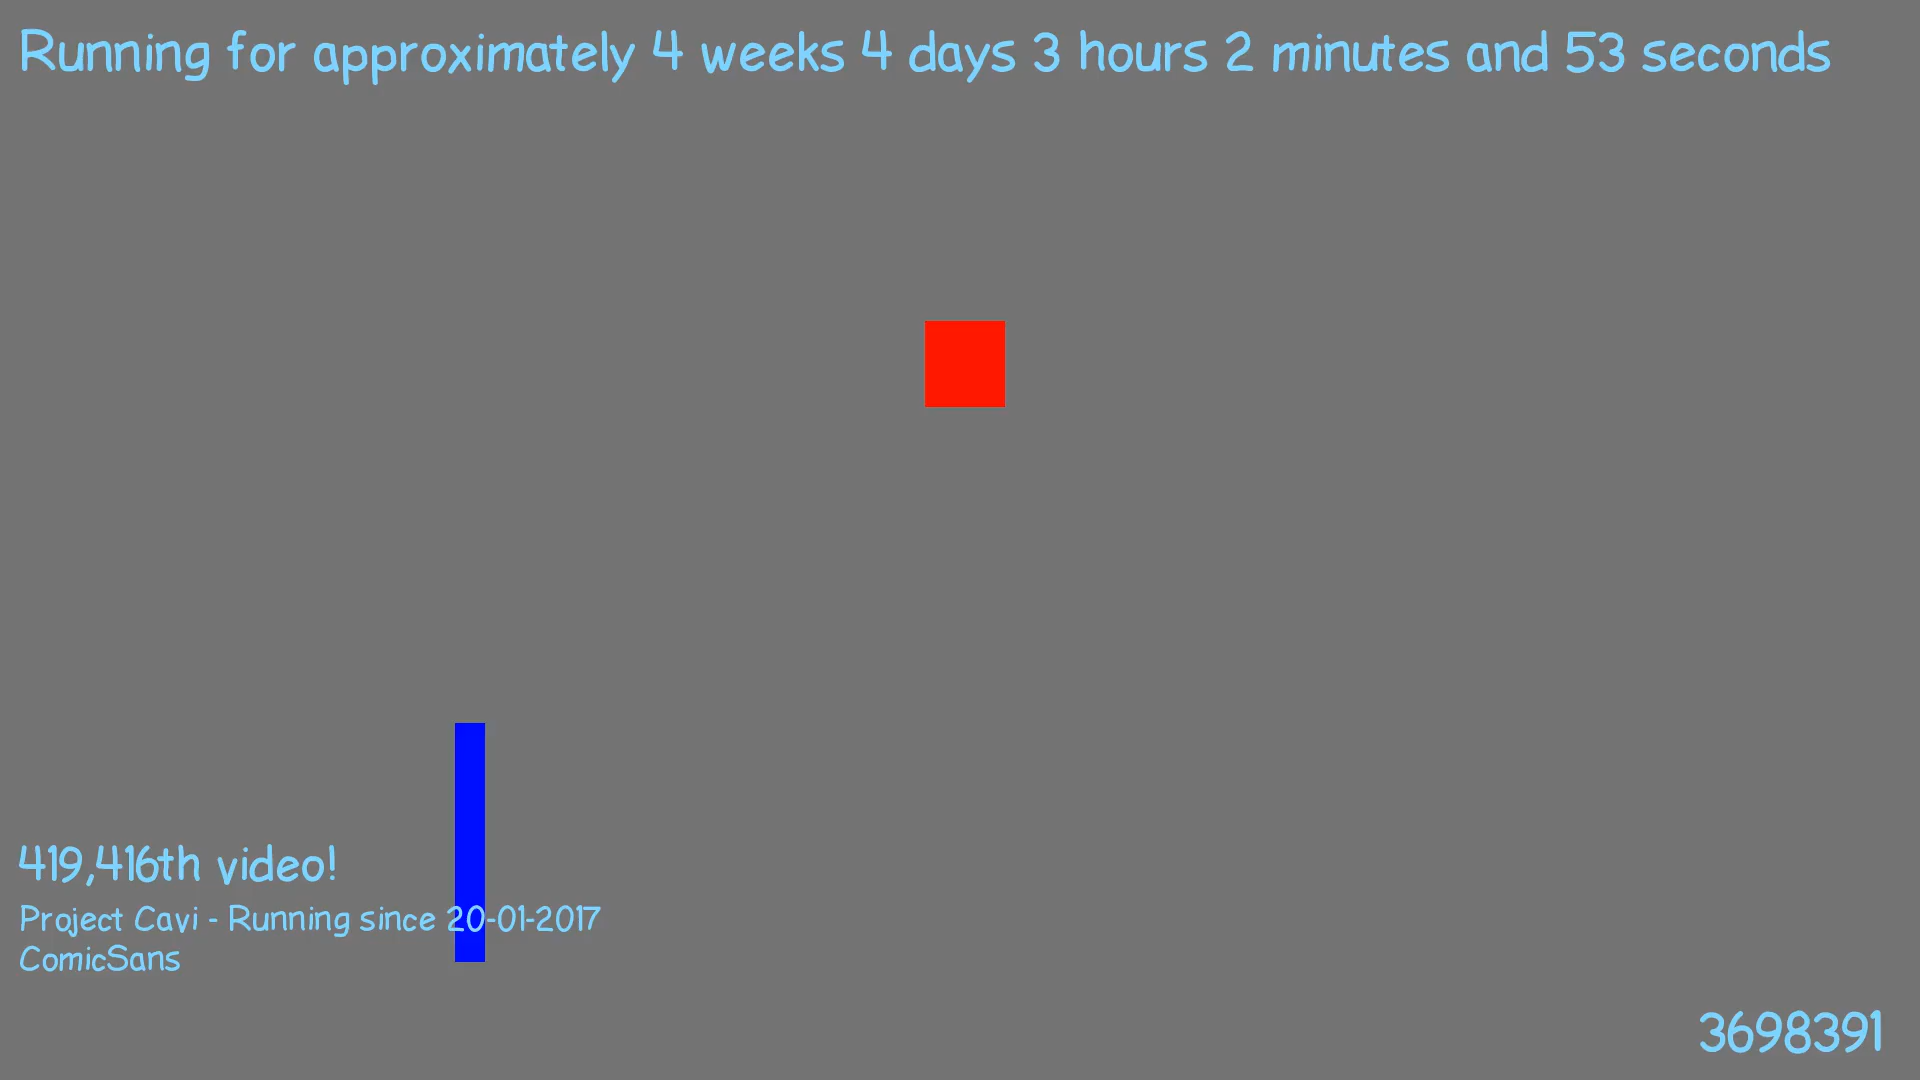 Running for approximately 4 weeks 4 days 3 hours 2 minutes and 53 seconds
419,416th video!
Project Cavi - Running since 20-01-2017
ComicSans
3698391